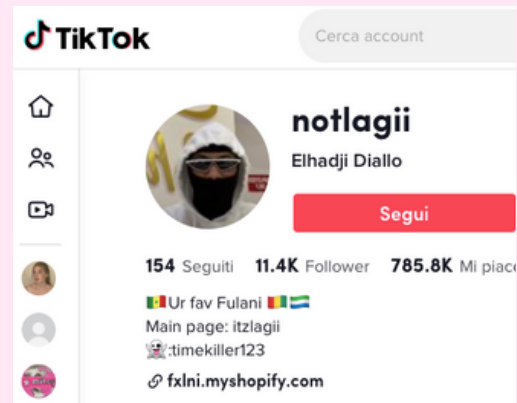 TikTok
Cerca account
notlagii
Elhadji Diallo
Segui
154 Seguiti 11.4K Follower 785.8K Mi piace
🇸🇳Ur fav Fulani 🇬🇳🇸🇱
Main page: itzlagii
👻:timekiller123
fxlni.myshopify.com